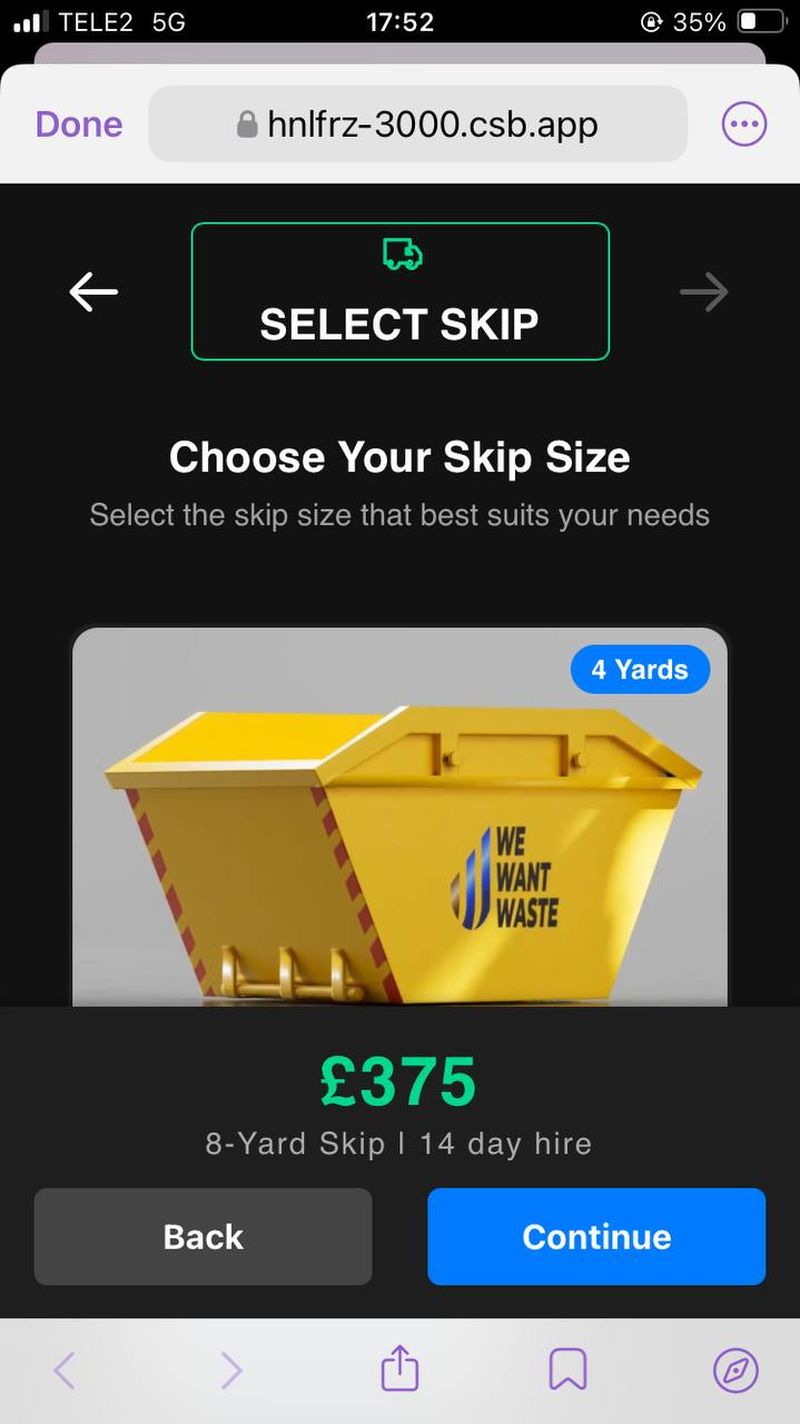 TELE2 5G 17:52 35%
Done hnlfrz-3000.csb.app
SELECT SKIP
Choose Your Skip Size
Select the skip size that best suits your needs
4 Yards
WE
WANT
WASTE
£375
8-Yard Skip | 14 day hire
Back Continue